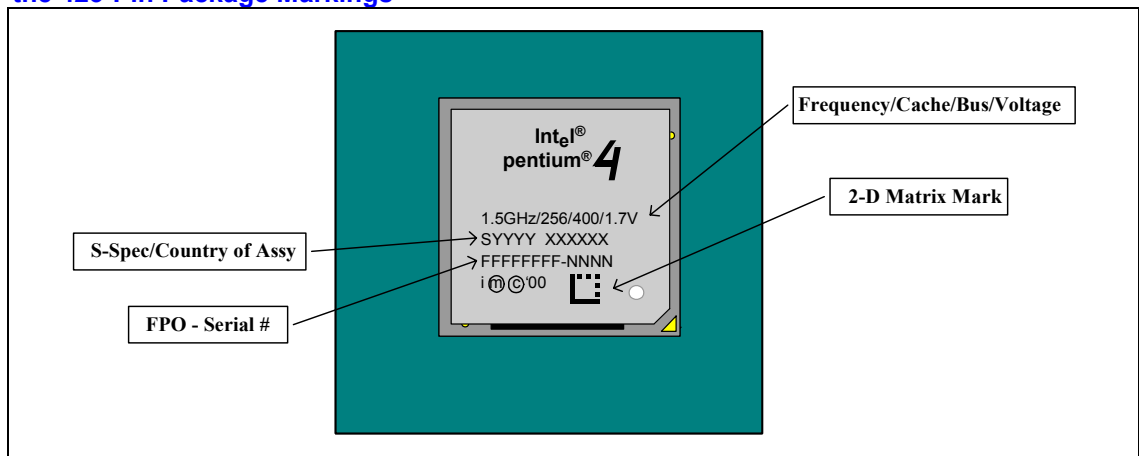 Intel®
pentium® 4
Frequency/Cache/Bus/Voltage
2-D Matrix Mark
1.5GHz/256/400/1.7V
S-Spec/Country of Assy
SYYYY XXXXXX
FFFFFFFF-NNNN
i m c '00
FPO - Serial #